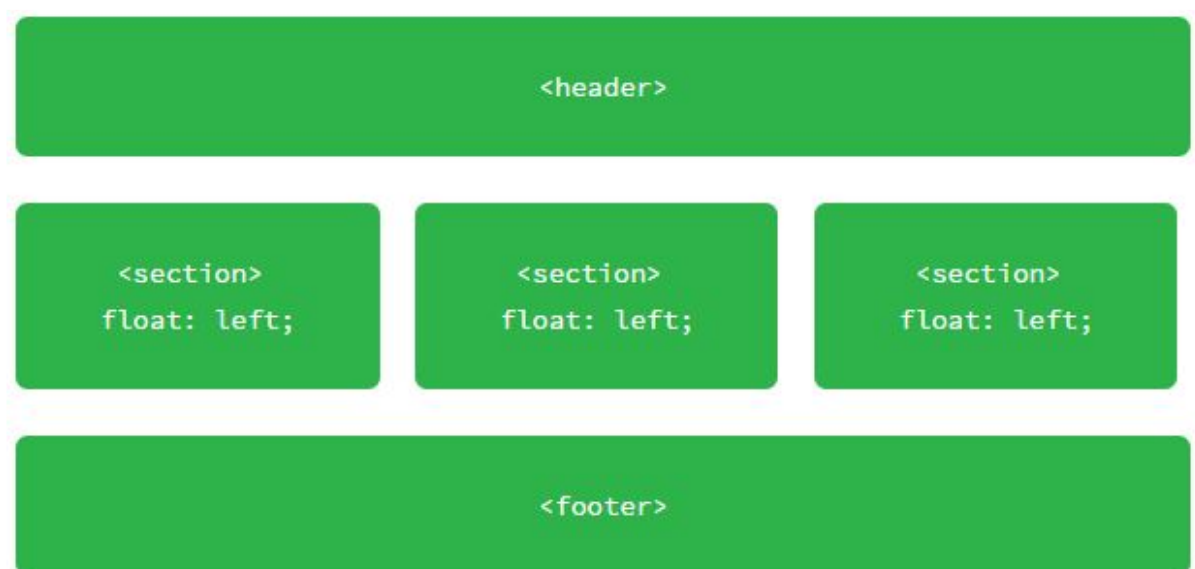 <header>
<section>
float: left;
<section>
float: left;
<section>
float: left;
<footer>